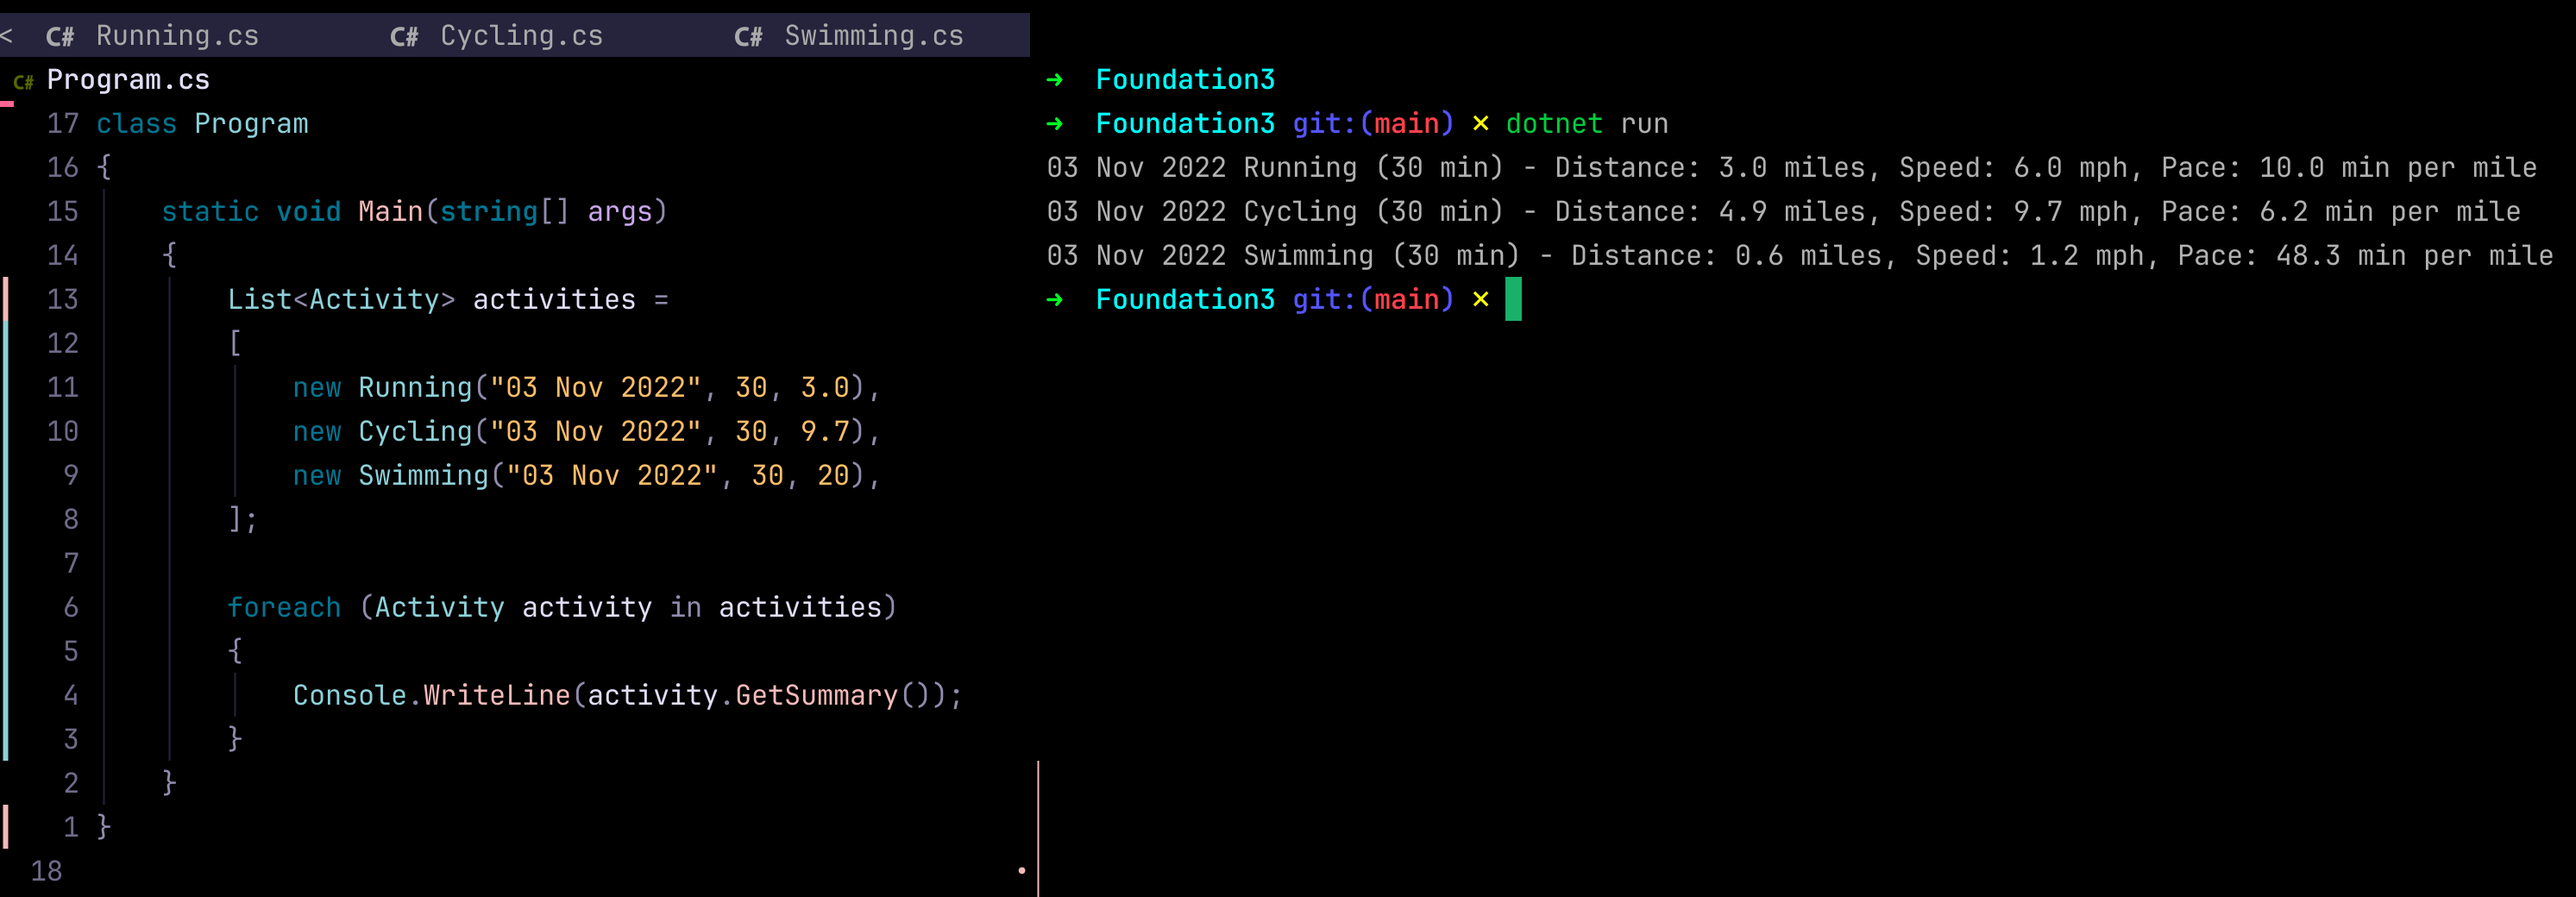 < C# Running.cs C# Cycling.cs C# Swimming.cs
C# Program.cs
17 class Program
16 {
15     static void Main(string[] args)
14     {
13         List<Activity> activities =
12         [
11             new Running("03 Nov 2022", 30, 3.0),
10             new Cycling("03 Nov 2022", 30, 9.7),
9             new Swimming("03 Nov 2022", 30, 20),
8         ];
7
6         foreach (Activity activity in activities)
5         {
4             Console.WriteLine(activity.GetSummary());
3         }
2     }
1 }
18
➜ Foundation3
➜ Foundation3 git:(main) ✗ dotnet run
03 Nov 2022 Running (30 min) - Distance: 3.0 miles, Speed: 6.0 mph, Pace: 10.0 min per mile
03 Nov 2022 Cycling (30 min) - Distance: 4.9 miles, Speed: 9.7 mph, Pace: 6.2 min per mile
03 Nov 2022 Swimming (30 min) - Distance: 0.6 miles, Speed: 1.2 mph, Pace: 48.3 min per mile
➜ Foundation3 git:(main) ✗